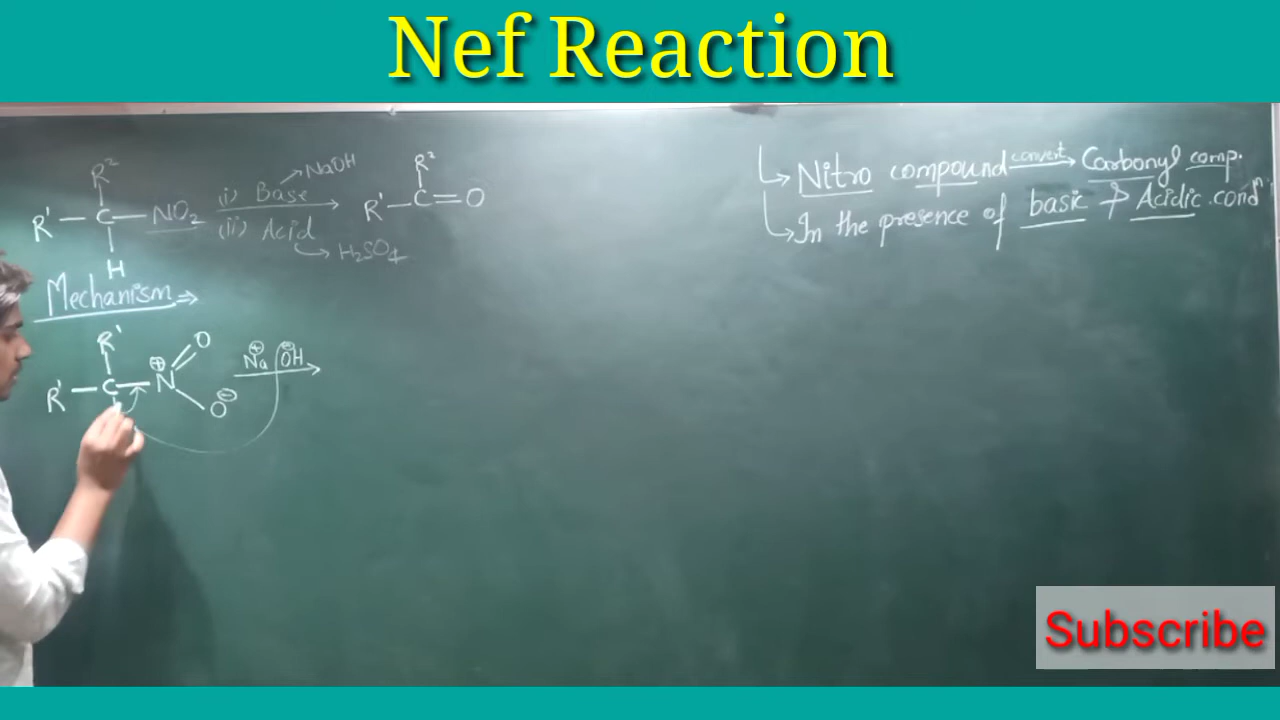 Nef Reaction
R²
R' — C — NO₂ (i) Base → NaOH
(ii) Acid → H₂SO₄
H
R²
R' — C = O
↳ Nitro compound convert→ Carbonyl comp.
↳ In the presence of basic & Acidic condⁿ.
Mechanism ⇒
R'
R' — C — N⊕ = O
O⊖
Na⊕ OH⊖ →
Subscribe